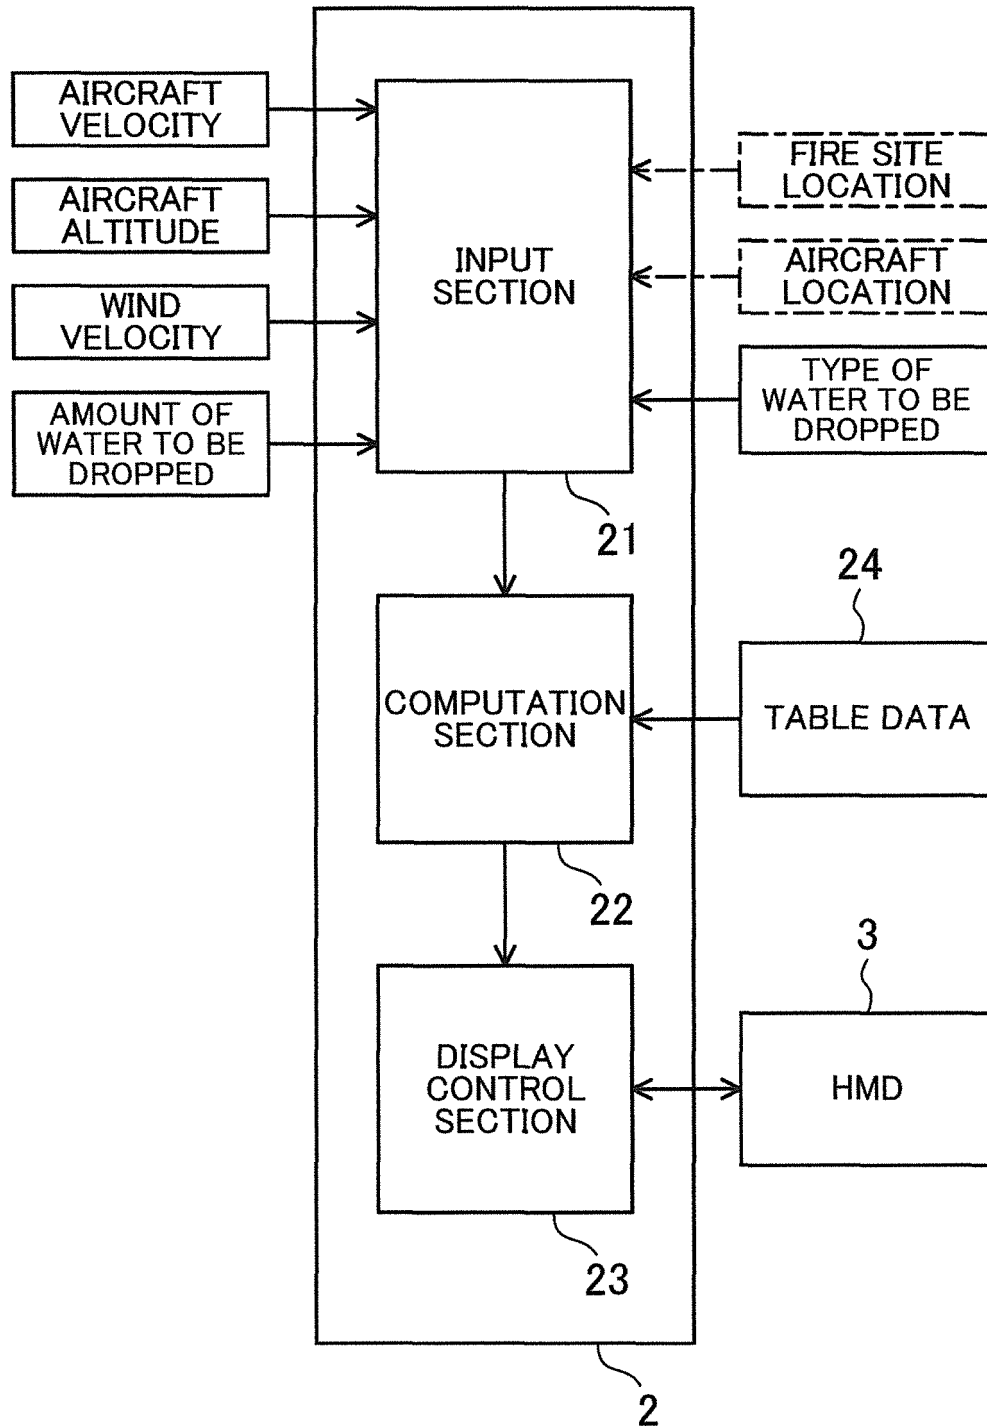 AIRCRAFT
VELOCITY
AIRCRAFT
ALTITUDE
WIND
VELOCITY
AMOUNT OF
WATER TO BE
DROPPED
INPUT
SECTION
21
FIRE SITE
LOCATION
AIRCRAFT
LOCATION
TYPE OF
WATER TO BE
DROPPED
COMPUTATION
SECTION
22
24
TABLE DATA
DISPLAY
CONTROL
SECTION
23
3
HMD
2